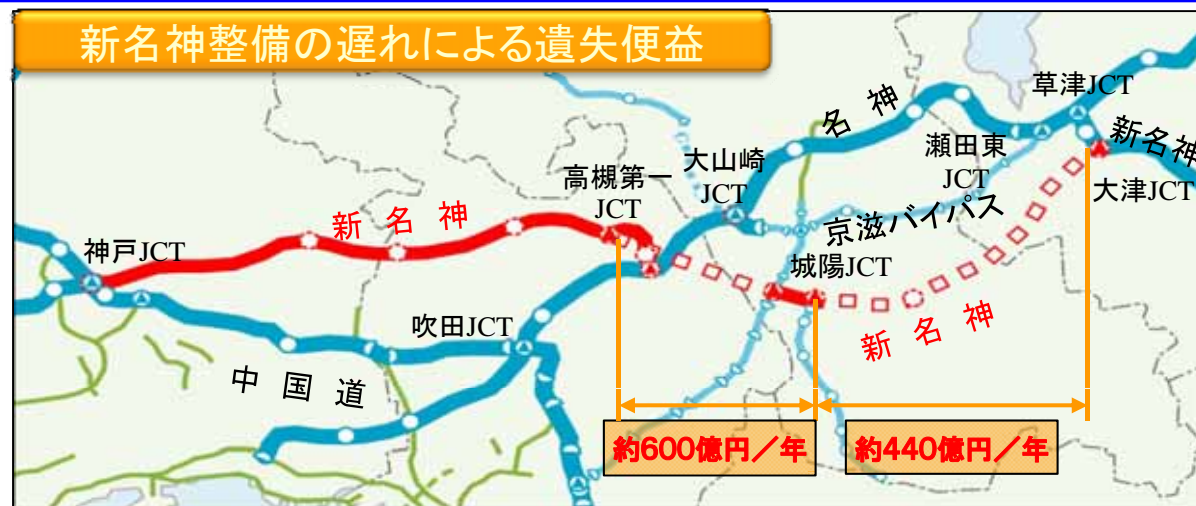 新名神整備の遅れによる遺失便益
草津JCT
名神
新名神
瀬田東
JCT
大津JCT
大山崎
JCT
高槻第一
JCT
新名神
京滋バイパス
神戸JCT
城陽JCT
吹田JCT
新名神
中国道
約600億円／年
約440億円／年